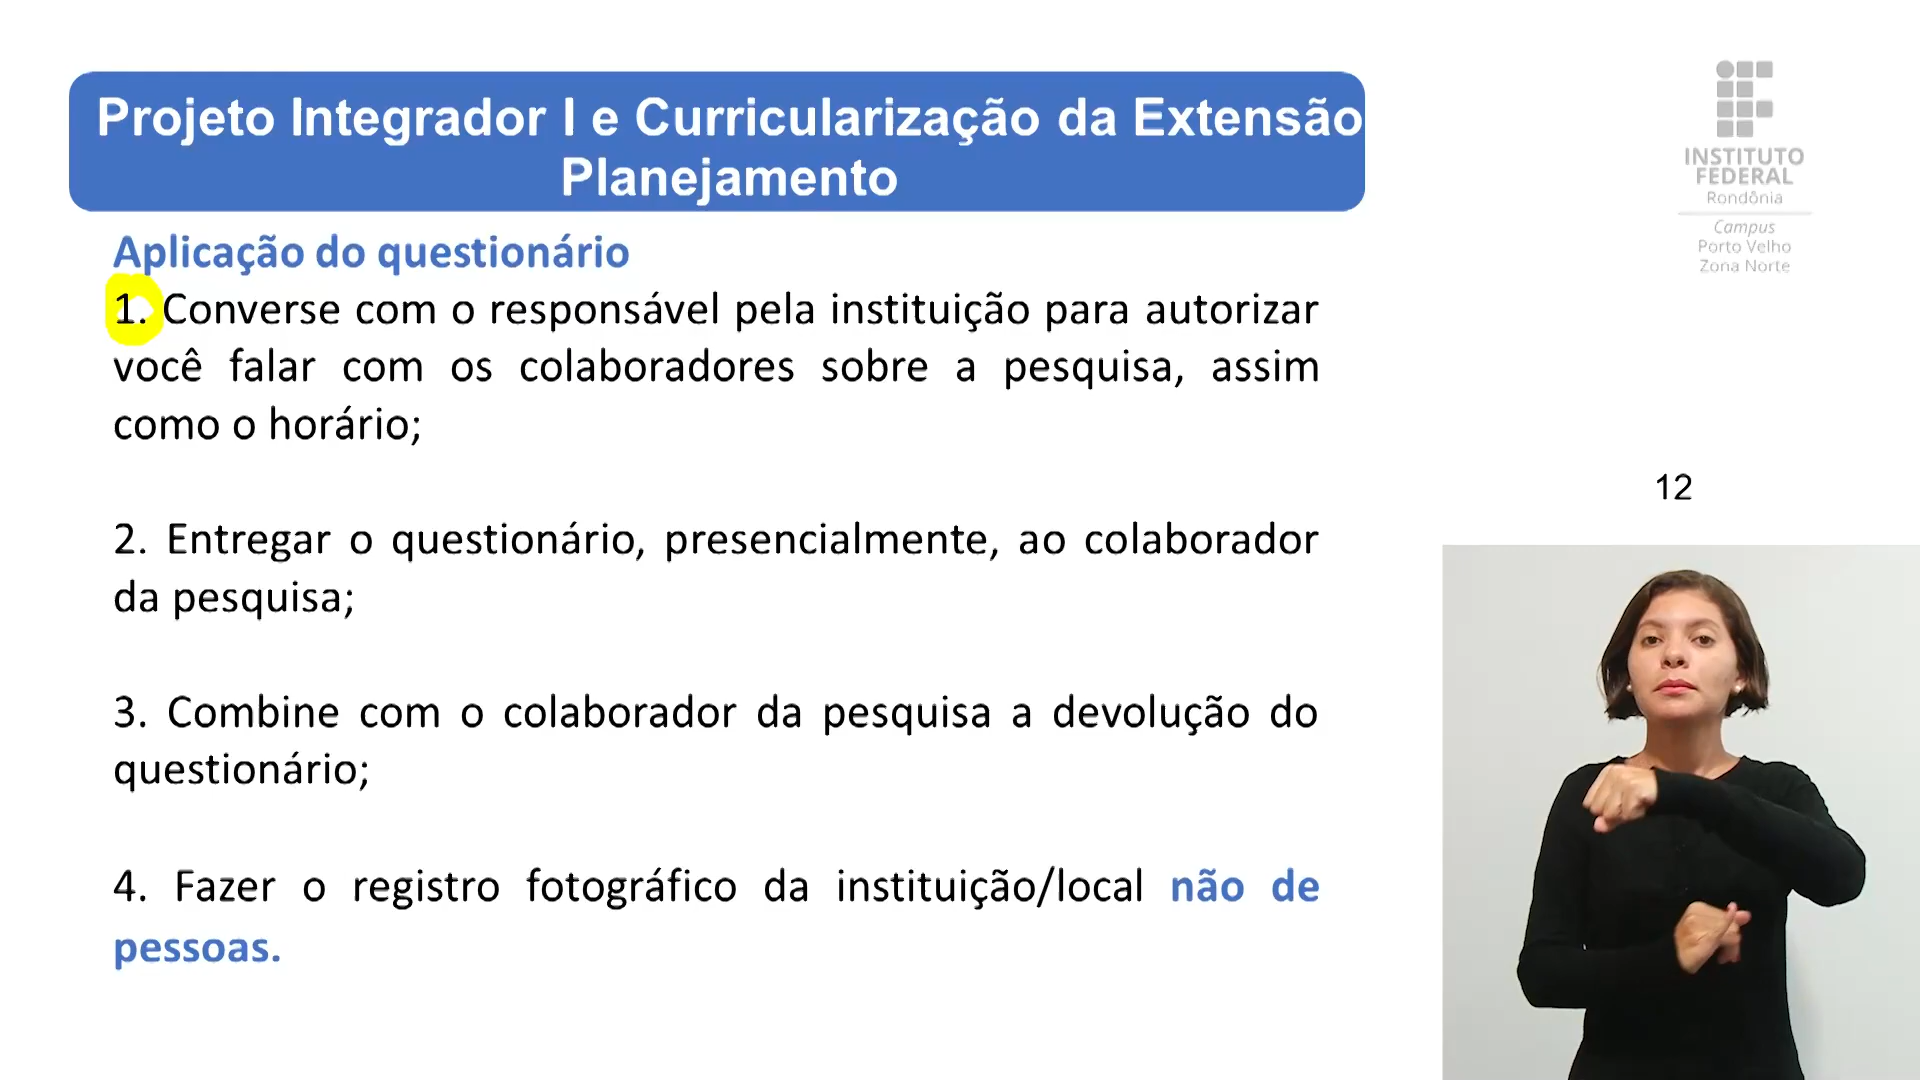 Projeto Integrador I e Curricularização da Extensão
Planejamento
INSTITUTO
FEDERAL
Rondônia
Campus
Porto Velho
Zona Norte
Aplicação do questionário
1. Converse com o responsável pela instituição para autorizar
você falar com os colaboradores sobre a pesquisa, assim
como o horário;
2. Entregar o questionário, presencialmente, ao colaborador
da pesquisa;
3. Combine com o colaborador da pesquisa a devolução do
questionário;
4. Fazer o registro fotográfico da instituição/local não de
pessoas.
12